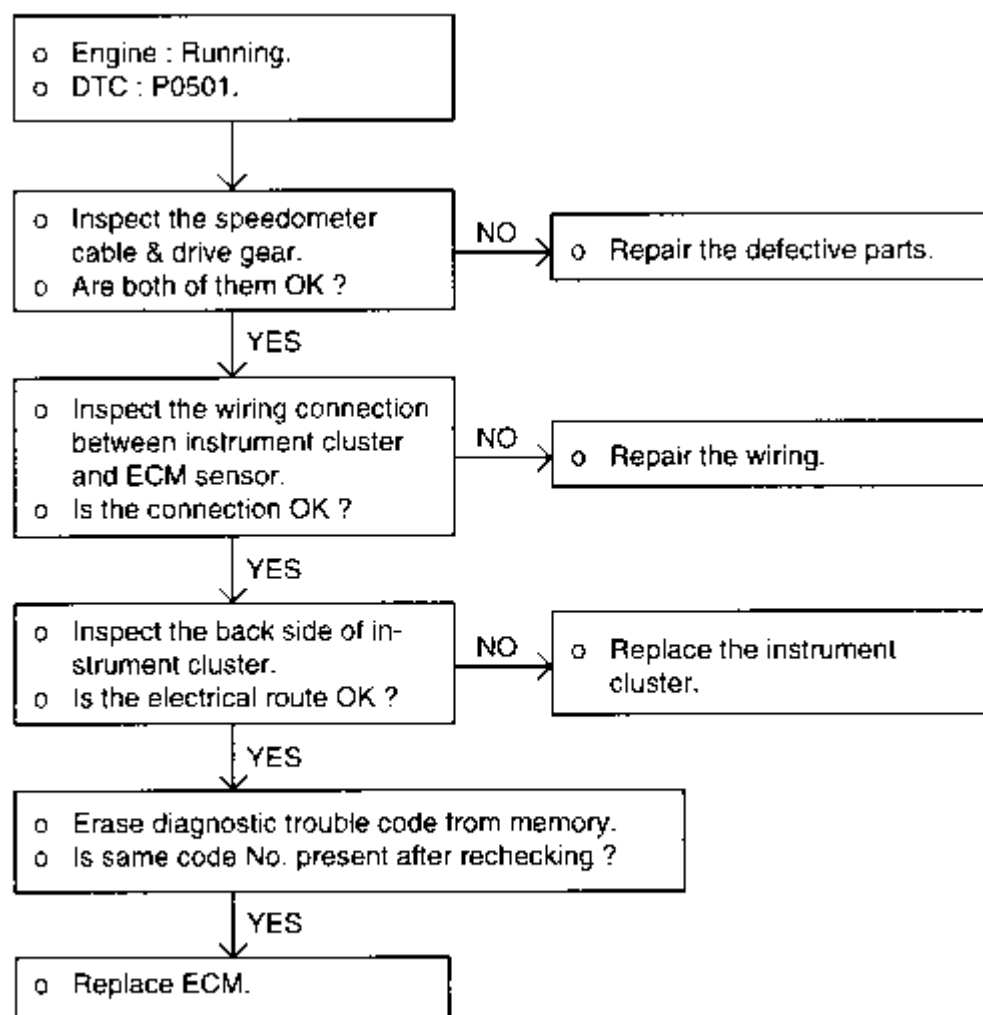 o Engine : Running.
o DTC : P0501.
o Inspect the speedometer
cable & drive gear.
o Are both of them OK ?
NO
o Repair the defective parts.
YES
o Inspect the wiring connection
between instrument cluster
and ECM sensor.
o Is the connection OK ?
NO
o Repair the wiring.
YES
o Inspect the back side of in-
strument cluster.
o Is the electrical route OK ?
NO
o Replace the instrument
cluster.
YES
o Erase diagnostic trouble code from memory.
o Is same code No. present after rechecking ?
YES
o Replace ECM.